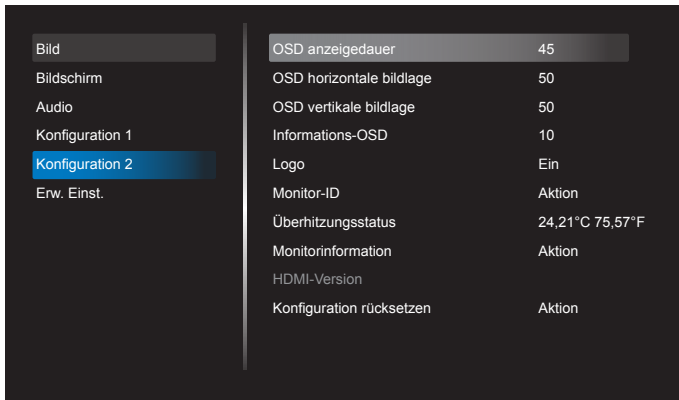 Bild
Bildschirm
Audio
Konfiguration 1
Konfiguration 2
Erw. Einst.
OSD anzeigedauer 45
OSD horizontale bildlage 50
OSD vertikale bildlage 50
Informations-OSD 10
Logo Ein
Monitor-ID Aktion
Überhitzungsstatus 24,21°C 75,57°F
Monitorinformation Aktion
HDMI-Version
Konfiguration rücksetzen Aktion